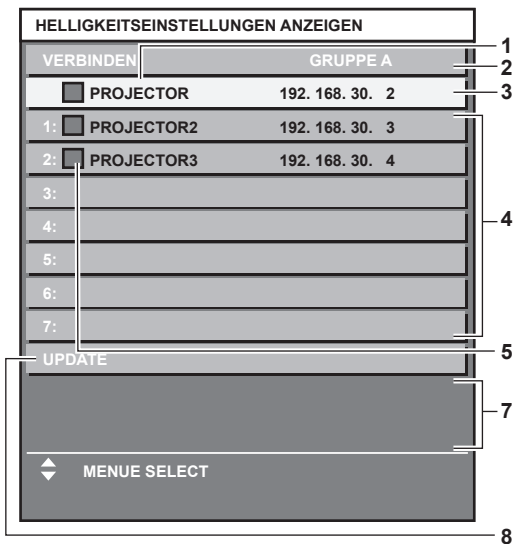 HELLIGKEITSEINSTELLUNGEN ANZEIGEN
VERBINDEN GRUPPE A
PROJECTOR 192. 168. 30. 2
1: PROJECTOR2 192. 168. 30. 3
2: PROJECTOR3 192. 168. 30. 4
3:
4:
5:
6:
7:
UPDATE
MENUE SELECT
1
2
3
4
5
7
8